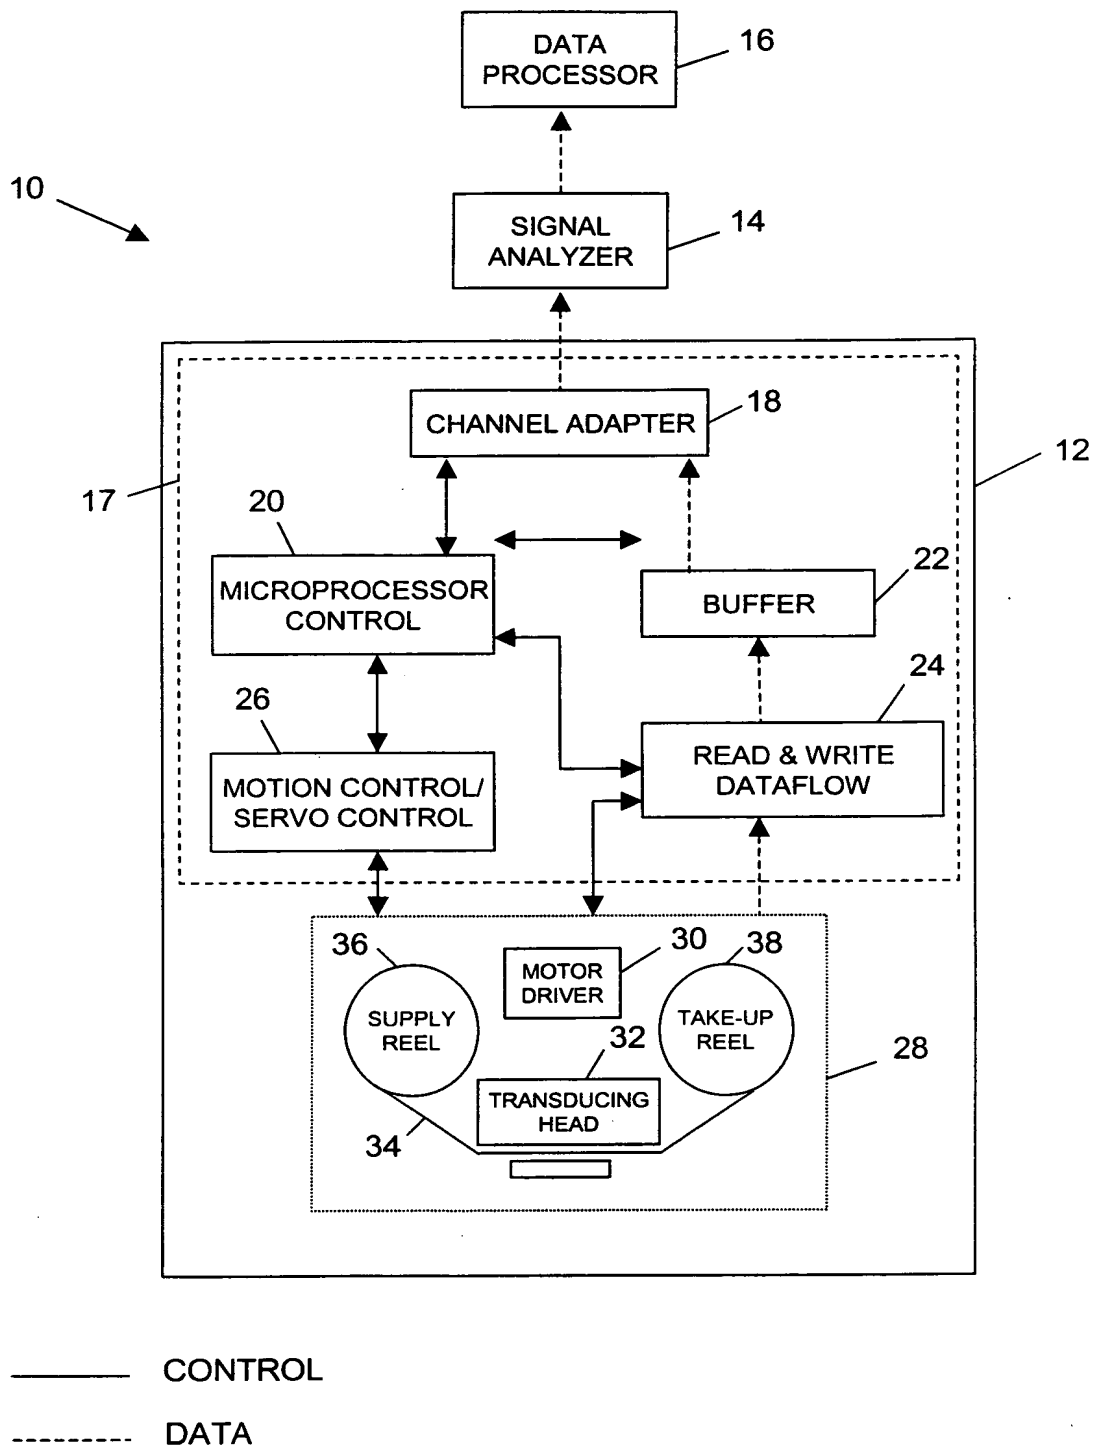 DATA
PROCESSOR
16
10
SIGNAL
ANALYZER
14
CHANNEL ADAPTER
18
12
17
20
MICROPROCESSOR
CONTROL
22
BUFFER
24
26
READ & WRITE
DATAFLOW
MOTION CONTROL/
SERVO CONTROL
36
30
38
MOTOR
DRIVER
SUPPLY
REEL
TAKE-UP
REEL
32
28
TRANSDUCING
HEAD
34
CONTROL
DATA